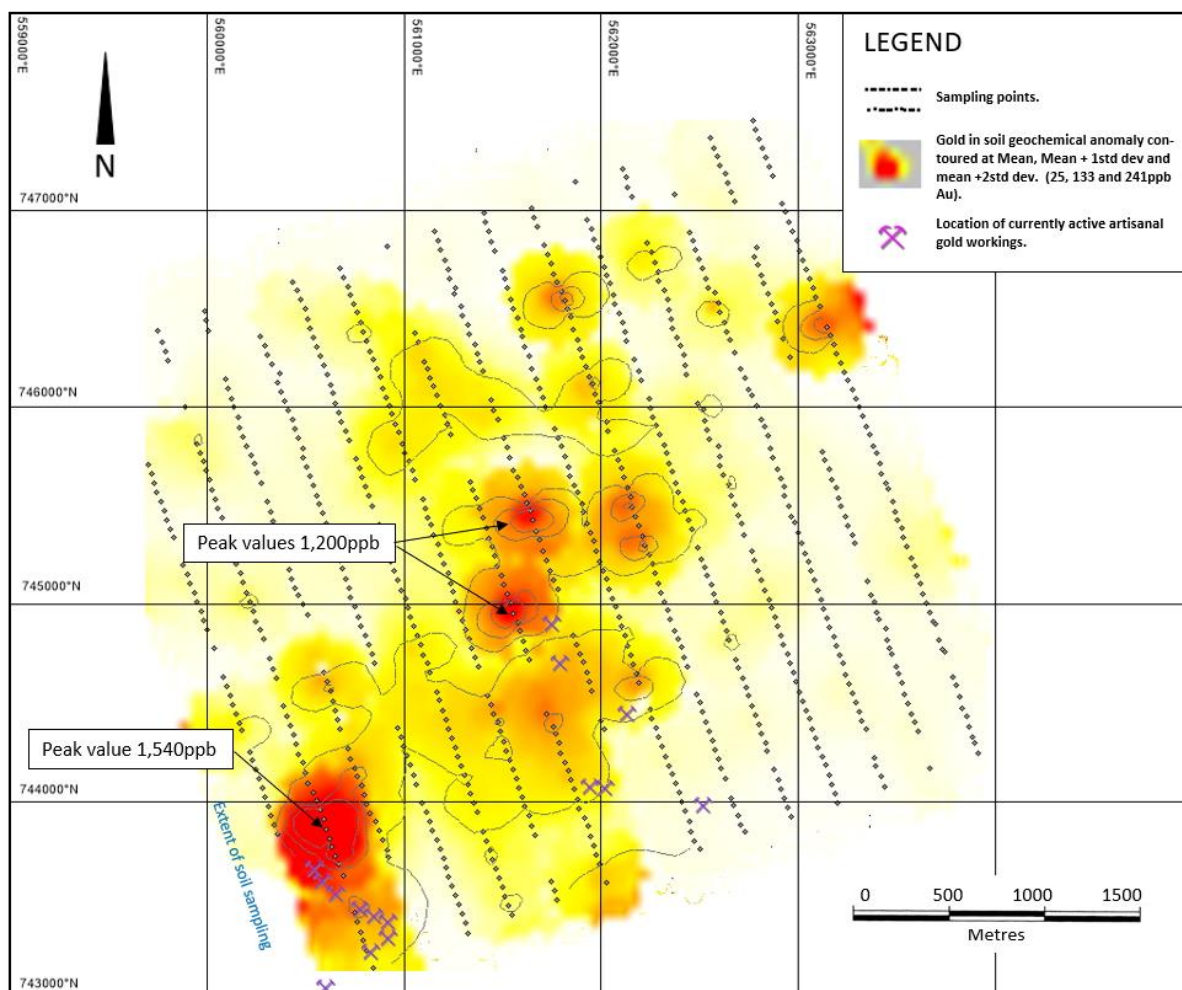 559000°E
560000°E
561000°E
562000°E
563000°E
LEGEND
Sampling points.
Gold in soil geochemical anomaly con-
toured at Mean, Mean + 1std dev and
mean +2std dev. (25, 133 and 241ppb
Au).
Location of currently active artisanal
gold workings.
N
747000°N
746000°N
Peak values 1,200ppb
745000°N
Peak value 1,540ppb
744000°N
Extent of soil sampling
0 500 1000 1500
Metres
743000°N